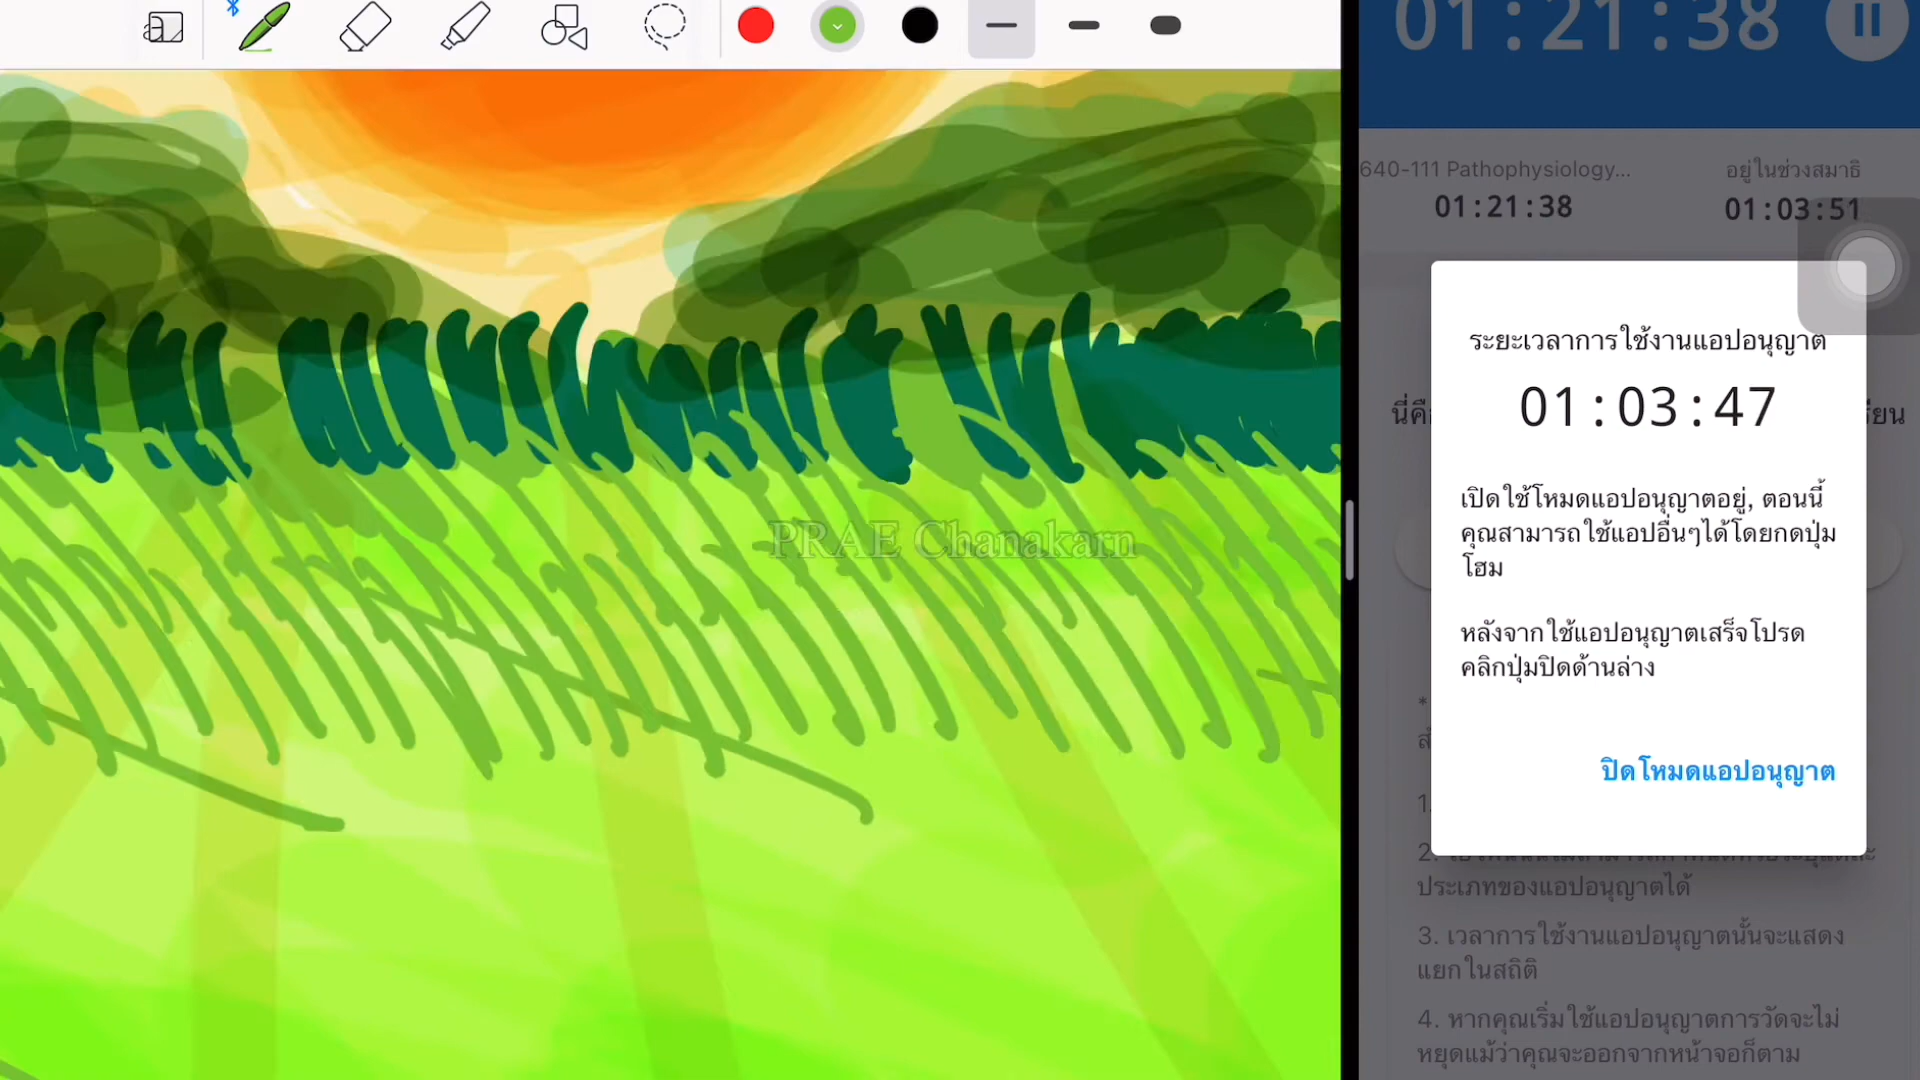 01:21:38
640-111 Pathophysiology...
อยู่ในช่วงสมาธิ
01:21:38
01:03:51
ระยะเวลาการใช้งานแอปอนุญาต
01:03:47
เปิดใช้โหมดแอปอนุญาตอยู่, ตอนนี้
คุณสามารถใช้แอปอื่นๆได้โดยกดปุ่ม
โฮม
หลังจากใช้แอปอนุญาตเสร็จโปรด
คลิกปุ่มปิดด้านล่าง
ปิดโหมดแอปอนุญาต
PRAE Chanakarn
1.
2.
ประเภทของแอปอนุญาตได้
3. เวลาการใช้งานแอปอนุญาตนั้นจะแสดง
แยกในสถิติ
4. หากคุณเริ่มใช้แอปอนุญาตการวัดจะไม่
หยุดแม้ว่าคุณจะออกจากหน้าจอก็ตาม